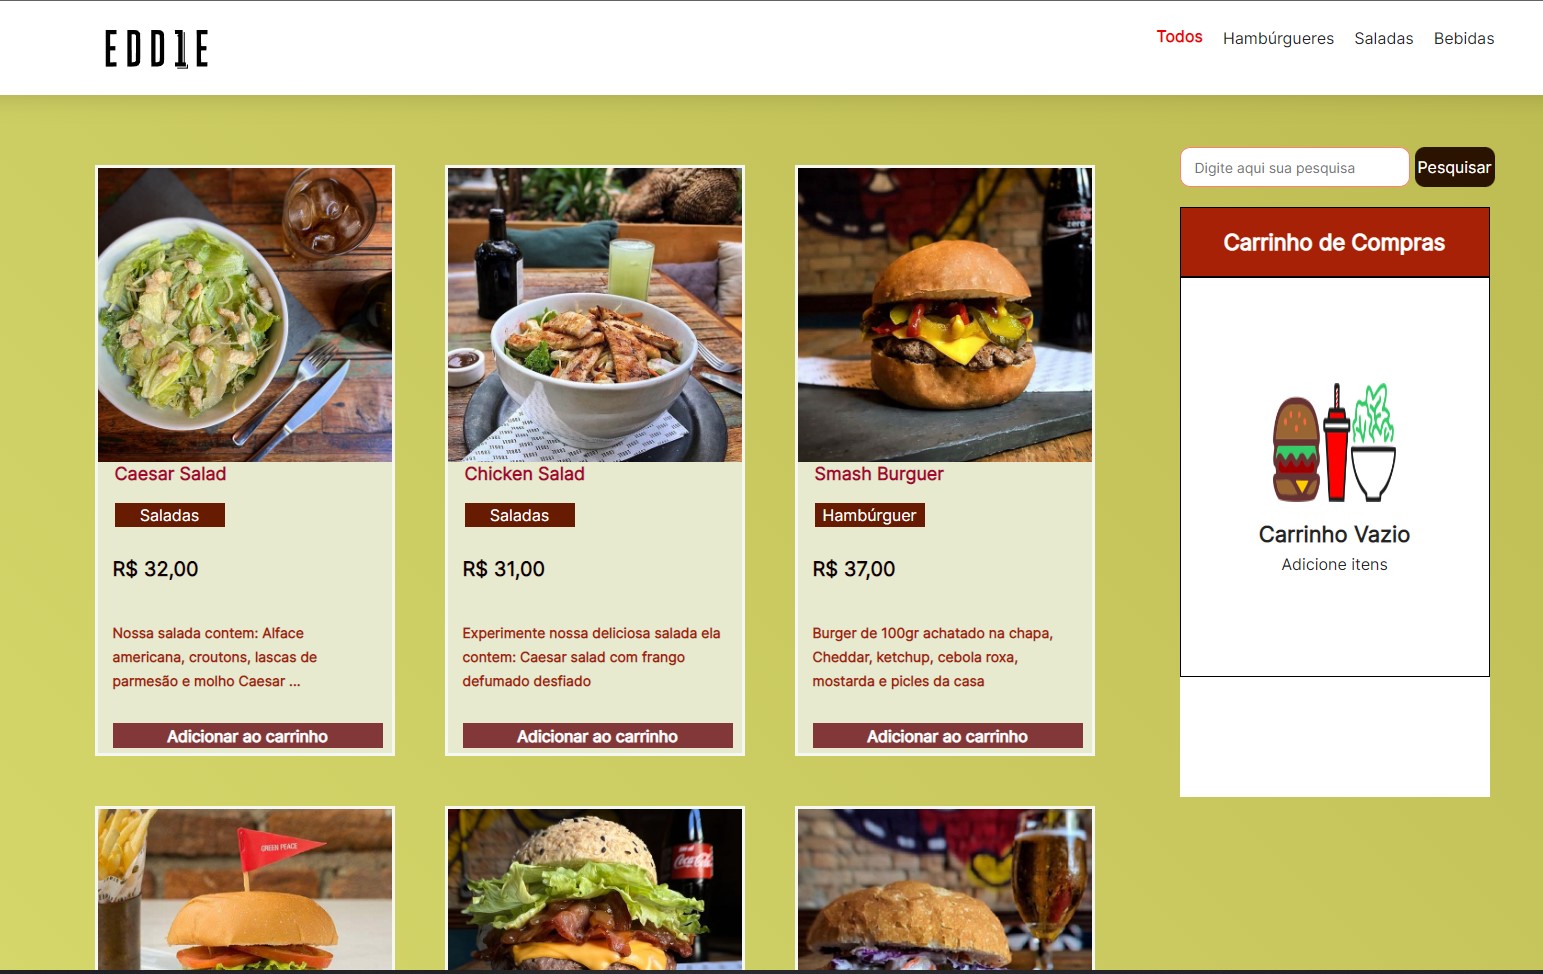 EDD1E
Todos
Hambúrgueres
Saladas
Bebidas
Digite aqui sua pesquisa
Pesquisar
Carrinho de Compras
Carrinho Vazio
Adicione itens
Caesar Salad
Saladas
R$ 32,00
Nossa salada contem: Alface
americana, croutons, lascas de
parmesão e molho Caesar ...
Adicionar ao carrinho
Chicken Salad
Saladas
R$ 31,00
Experimente nossa deliciosa salada ela
contem: Caesar salad com frango
defumado desfiado
Adicionar ao carrinho
zero
Smash Burguer
Hambúrguer
R$ 37,00
Burger de 100gr achatado na chapa,
Cheddar, ketchup, cebola roxa,
mostarda e picles da casa
Adicionar ao carrinho
GREEN PEACE
Coca-Cola